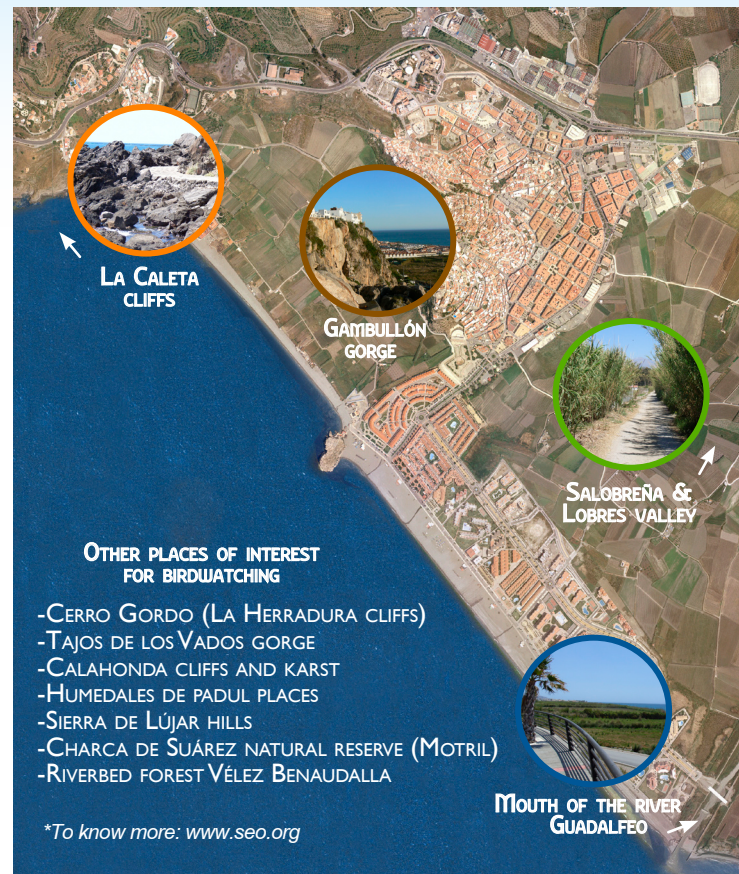 La Caleta
cliffs
Gambullón
gorge
Salobreña &
Lobres valley
Other places of interest
for birdwatching
-Cerro Gordo (La Herradura cliffs)
-Tajos de los Vados gorge
-Calahonda cliffs and karst
-Humedales de padul places
-Sierra de Lújar hills
-Charca de Suárez natural reserve (Motril)
-Riverbed forest Vélez Benaudalla
Mouth of the river
Guadalfeo
*To know more: www.seo.org